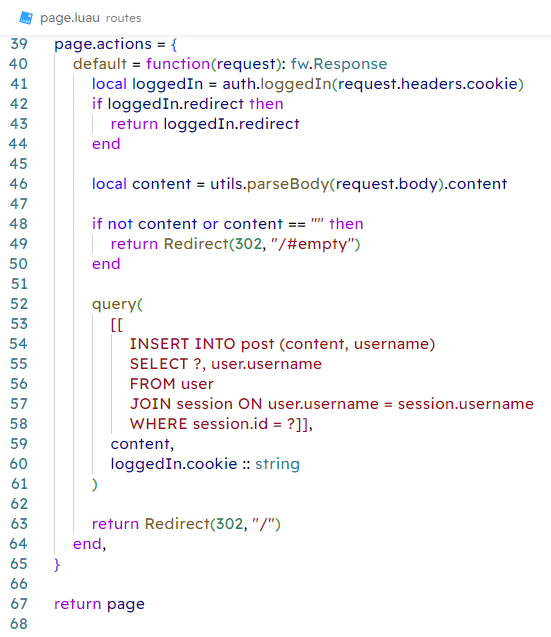 page.luau routes
39 page.actions = {
40 default = function(request): fw.Response
41 local loggedIn = auth.loggedIn(request.headers.cookie)
42 if loggedIn.redirect then
43 return loggedIn.redirect
44 end
45
46 local content = utils.parseBody(request.body).content
47
48 if not content or content == "" then
49 return Redirect(302, "/#empty")
50 end
51
52 query(
53 [[
54 INSERT INTO post (content, username)
55 SELECT ?, user.username
56 FROM user
57 JOIN session ON user.username = session.username
58 WHERE session.id = ?]],
59 content,
60 loggedIn.cookie :: string
61 )
62
63 return Redirect(302, "/")
64 end,
65 }
66
67 return page
68